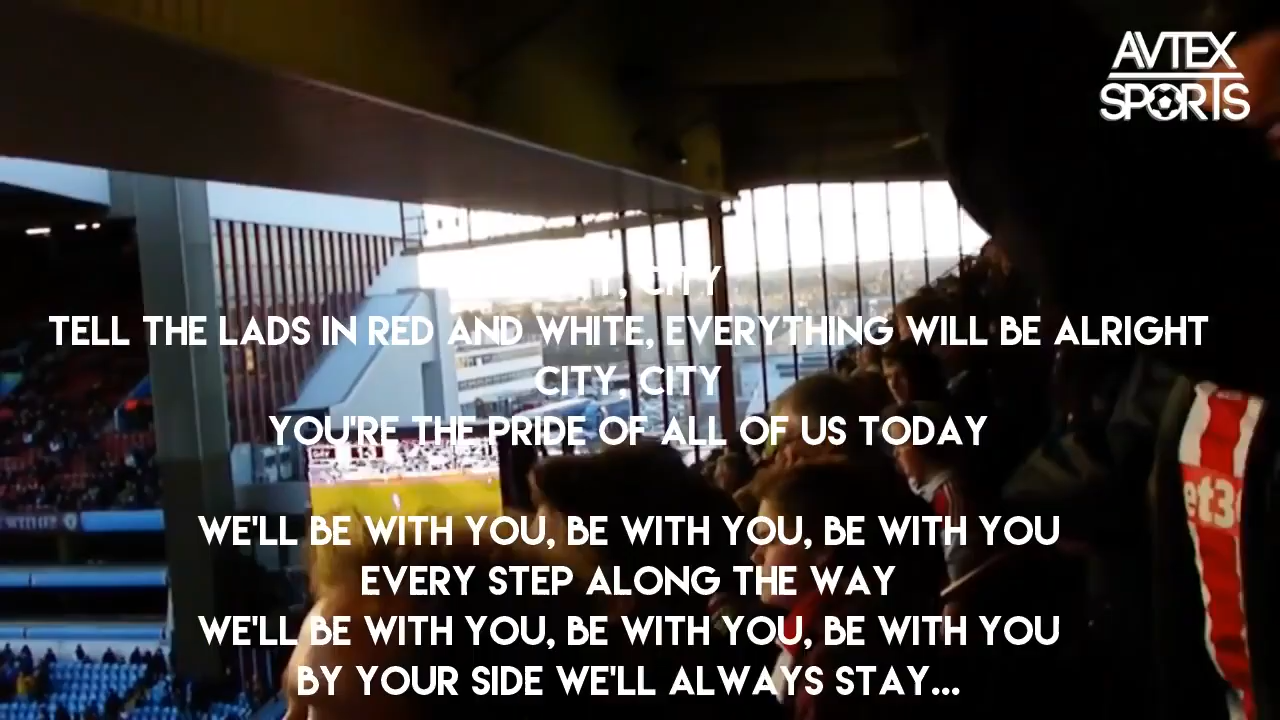 AVTEX
SPORTS
CITY
TELL THE LADS IN RED AND WHITE, EVERYTHING WILL BE ALRIGHT
CITY, CITY
YOU'RE THE PRIDE OF ALL OF US TODAY
WE'LL BE WITH YOU, BE WITH YOU, BE WITH YOU
EVERY STEP ALONG THE WAY
WE'LL BE WITH YOU, BE WITH YOU, BE WITH YOU
BY YOUR SIDE WE'LL ALWAYS STAY...